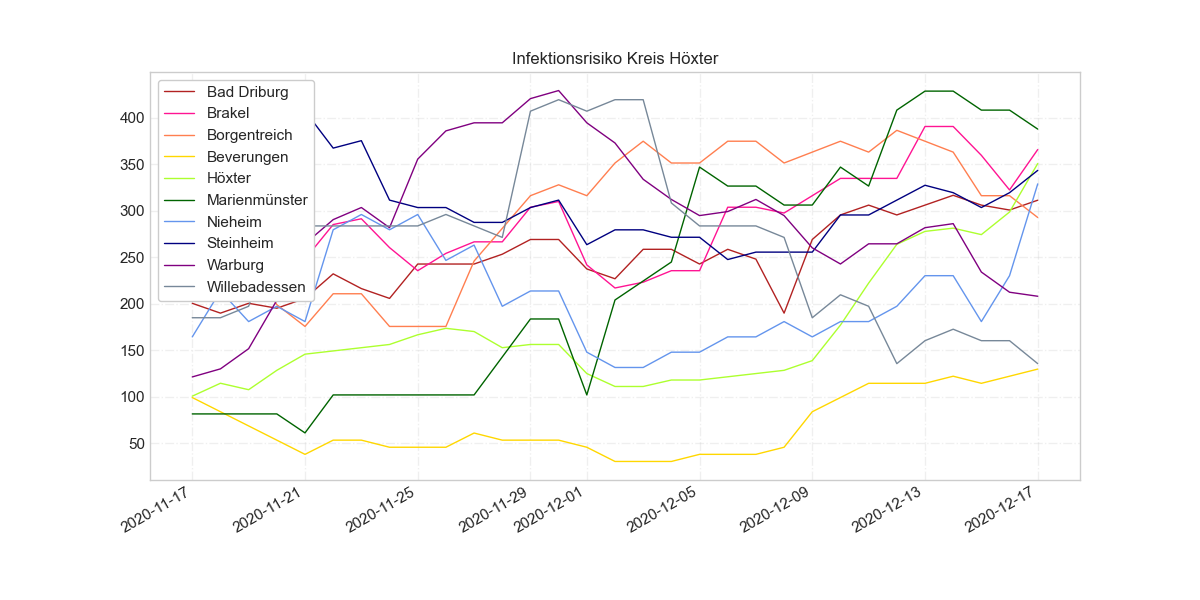 Infektionsrisiko Kreis Höxter
Bad Driburg
Brakel
Borgentreich
Beverungen
Höxter
Marienmünster
Nieheim
Steinheim
Warburg
Willebadessen
400
350
300
250
200
150
100
50
2020-11-17
2020-11-21
2020-11-25
2020-11-29
2020-12-01
2020-12-05
2020-12-09
2020-12-13
2020-12-17